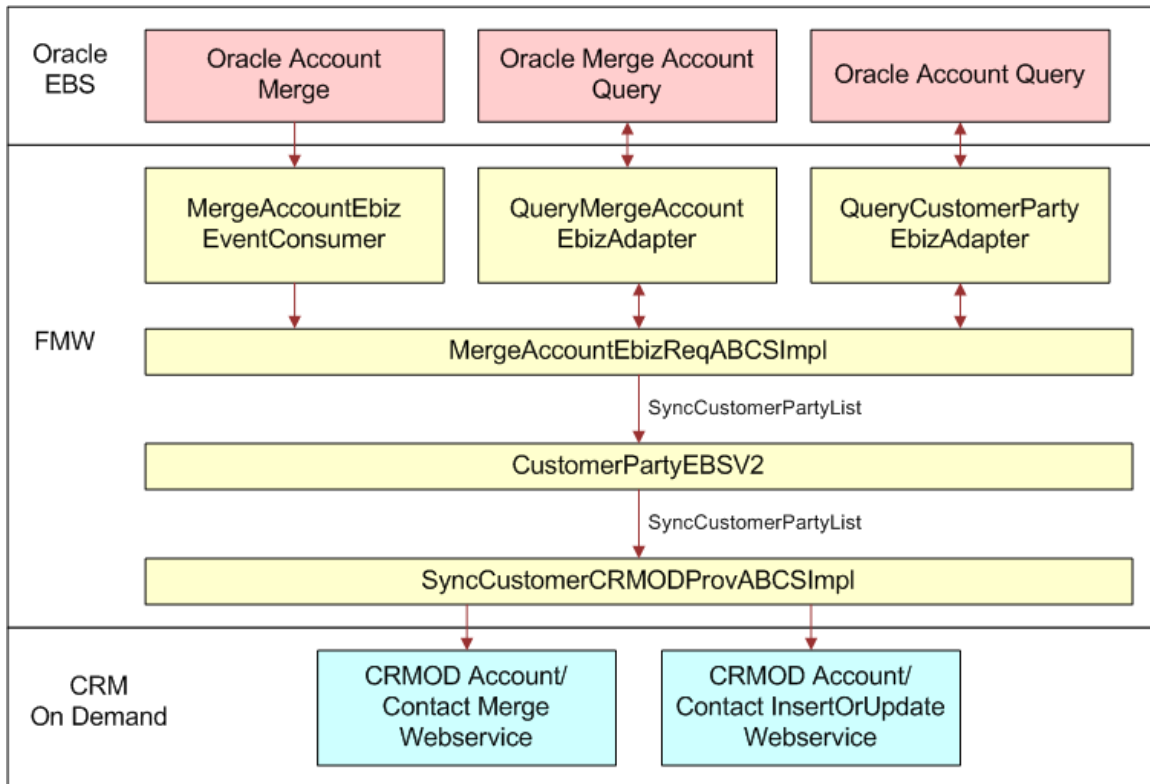 Oracle
EBS
Oracle Account
Merge
Oracle Merge Account
Query
Oracle Account Query
FMW
MergeAccountEbiz
EventConsumer
QueryMergeAccount
EbizAdapter
QueryCustomerParty
EbizAdapter
MergeAccountEbizReqABCSImpl
SyncCustomerPartyList
CustomerPartyEBSV2
SyncCustomerPartyList
SyncCustomerCRMODProvABCSImpl
CRM
On Demand
CRMOD Account/
Contact Merge
Webservice
CRMOD Account/
Contact InsertOrUpdate
Webservice